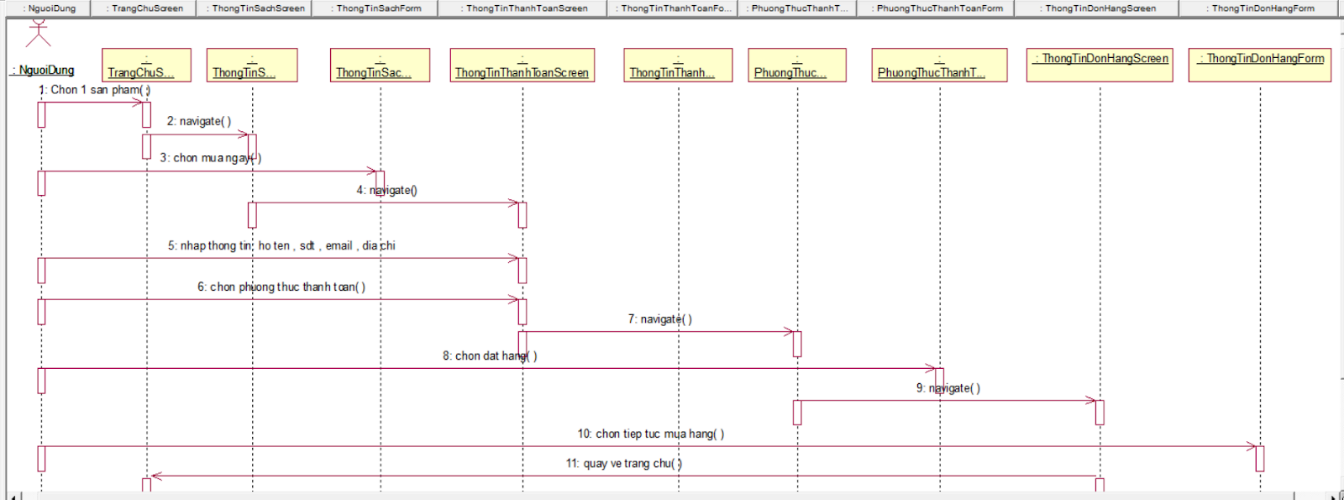 : NguoiDung
: TrangChuScreen
: ThongTinSachScreen
: ThongTinSachForm
: ThongTinThanhToanScreen
: ThongTinThanhToanFo...
: PhuongThucThanhT...
: PhuongThucThanhToanForm
: ThongTinDonHangScreen
: ThongTinDonHangForm
: NguoiDung
:
TrangChuS...
:
ThongTinS...
:
ThongTinSac...
:
ThongTinThanhToanScreen
:
ThongTinThanh...
:
PhuongThuc...
:
PhuongThucThanhT...
: ThongTinDonHangScreen
: ThongTinDonHangForm
1: Chon 1 san pham( )
2: navigate( )
3: chon mua ngay( )
4: navigate()
5: nhap thong tin: ho ten , sdt , email , dia chi
6: chon phuong thuc thanh toan( )
7: navigate( )
8: chon dat hang( )
9: navigate( )
10: chon tiep tuc mua hang( )
11: quay ve trang chu( )